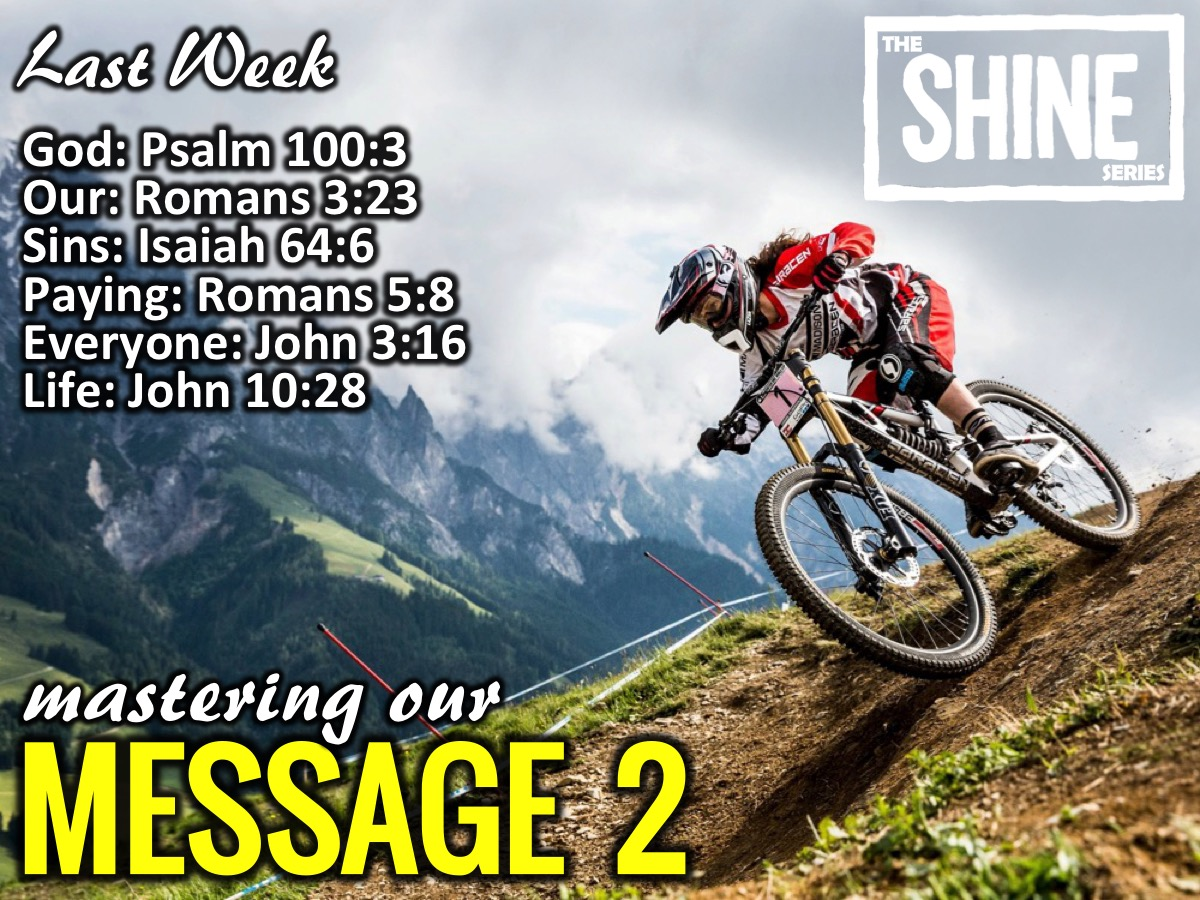 Last Week
THE
SHINE
SERIES
God: Psalm 100:3
Our: Romans 3:23
Sins: Isaiah 64:6
Paying: Romans 5:8
Everyone: John 3:16
Life: John 10:28
mastering our
MESSAGE 2